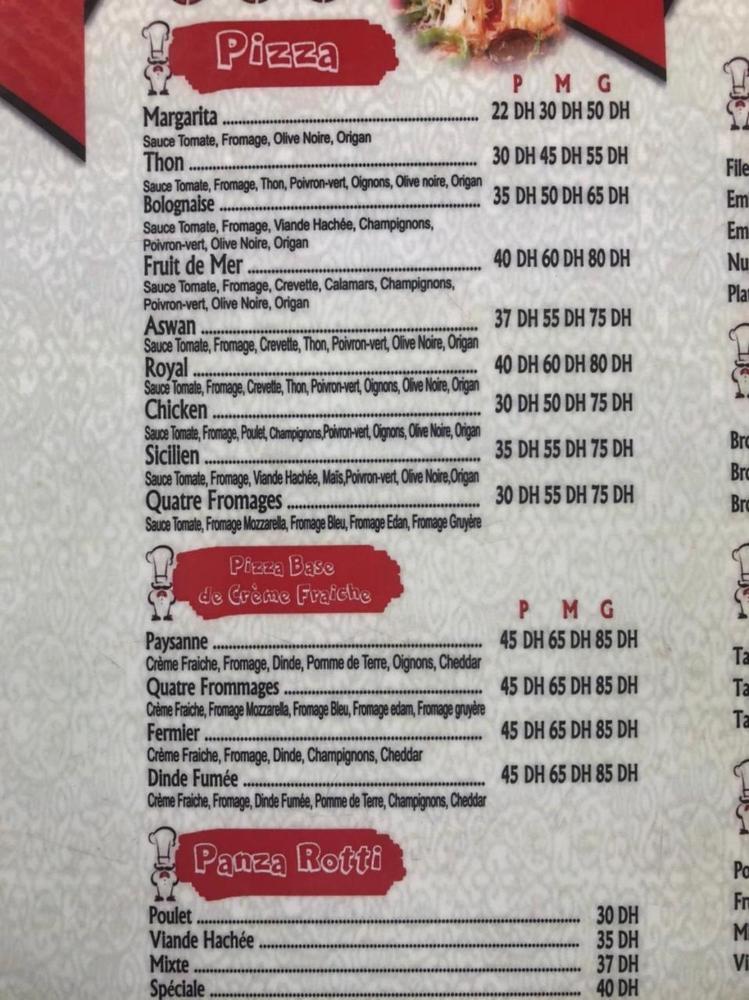 Pizza
P M G
Margarita ........ 22 DH 30 DH 50 DH
Sauce Tomate, Fromage, Olive Noire, Origan
Thon ........ 30 DH 45 DH 55 DH
Sauce Tomate, Fromage, Thon, Poivron-vert, Oignons, Olive noire, Origan
Bolognaise ........ 35 DH 50 DH 65 DH
Sauce Tomate, Fromage, Viande Hachée, Champignons,
Poivron-vert, Olive Noire, Origan
Fruit de Mer ........ 40 DH 60 DH 80 DH
Sauce Tomate, Fromage, Crevette, Calamars, Champignons,
Poivron-vert, Olive Noire, Origan
Aswan ........ 37 DH 55 DH 75 DH
Sauce Tomate, Fromage, Crevette, Thon, Poivron-vert, Olive Noire, Origan
Royal ........ 40 DH 60 DH 80 DH
Sauce Tomate, Fromage, Crevette, Thon, Poivron-vert, Oignons, Olive Noire, Origan
Chicken ........ 30 DH 50 DH 75 DH
Sauce Tomate, Fromage, Poulet, Champignons,Poivron-vert, Oignons, Olive Noire, Origan
Sicilien ........ 35 DH 55 DH 75 DH
Sauce Tomate, Fromage, Viande Hachée, Maïs,Poivron-vert, Olive Noire,Origan
Quatre Fromages ........ 30 DH 55 DH 75 DH
Sauce Tomate, Fromage Mozzarella, Fromage Bleu, Fromage Edan, Fromage Gruyère
Pizza Base
de Crème Fraiche
P M G
Paysanne ........ 45 DH 65 DH 85 DH
Crème Fraiche, Fromage, Dinde, Pomme de Terre, Oignons, Cheddar
Quatre Frommages ........ 45 DH 65 DH 85 DH
Crème Fraiche, Fromage Mozzarella, Fromage Bleu, Fromage edam, Fromage gruyère
Fermier ........ 45 DH 65 DH 85 DH
Crème Fraiche, Fromage, Dinde, Champignons, Cheddar
Dinde Fumée ........ 45 DH 65 DH 85 DH
Crème Fraiche, Fromage, Dinde Fumée, Pomme de Terre, Champignons, Cheddar
Panza Rotti
Poulet ........ 30 DH
Viande Hachée ........ 35 DH
Mixte ........ 37 DH
Spéciale ........ 40 DH